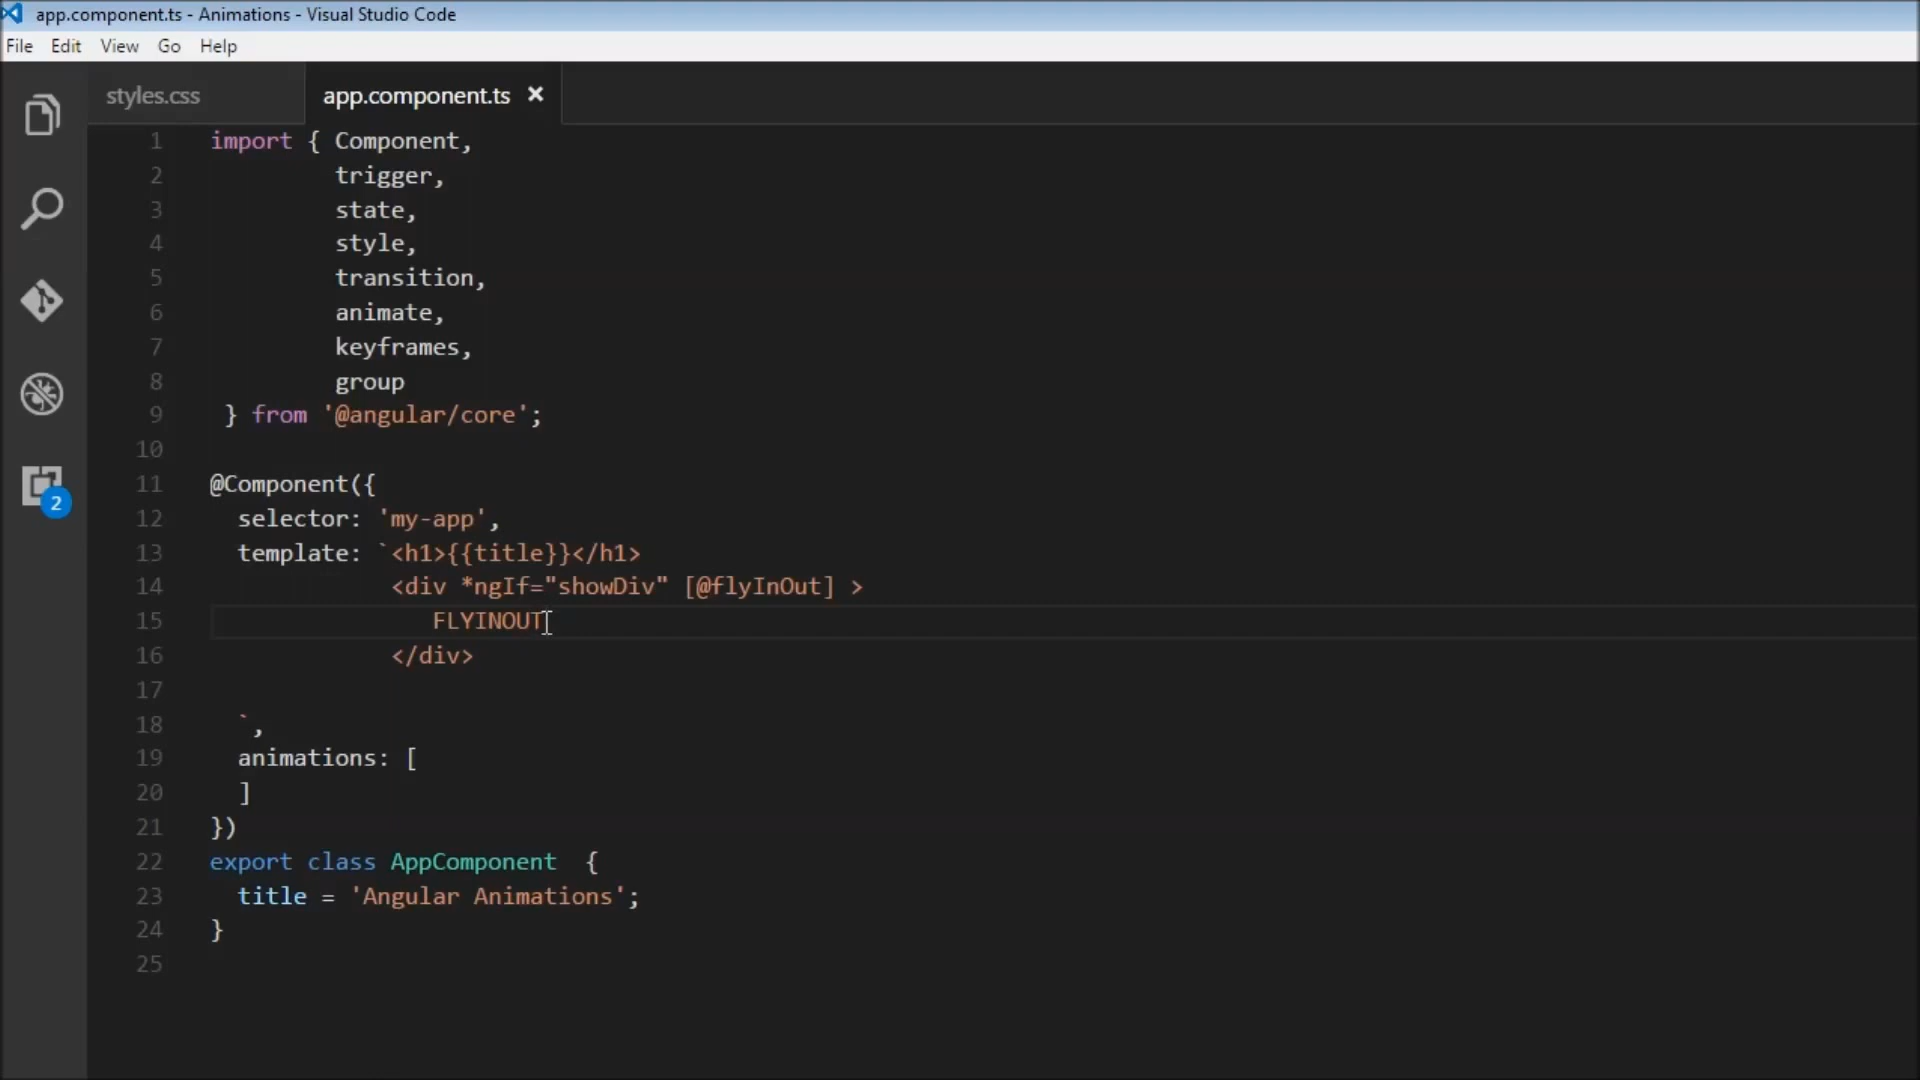 app.component.ts - Animations - Visual Studio Code
File Edit View Go Help
styles.css app.component.ts ×
1 import { Component,
2 trigger,
3 state,
4 style,
5 transition,
6 animate,
7 keyframes,
8 group
9 } from '@angular/core';
10
11 @Component({
12 selector: 'my-app',
13 template: `<h1>{{title}}</h1>
14 <div *ngIf="showDiv" [@flyInOut] >
15 FLYINOUT
16 </div>
17
18 `,
19 animations: [
20 ]
21 })
22 export class AppComponent  {
23 title = 'Angular Animations';
24 }
25
2